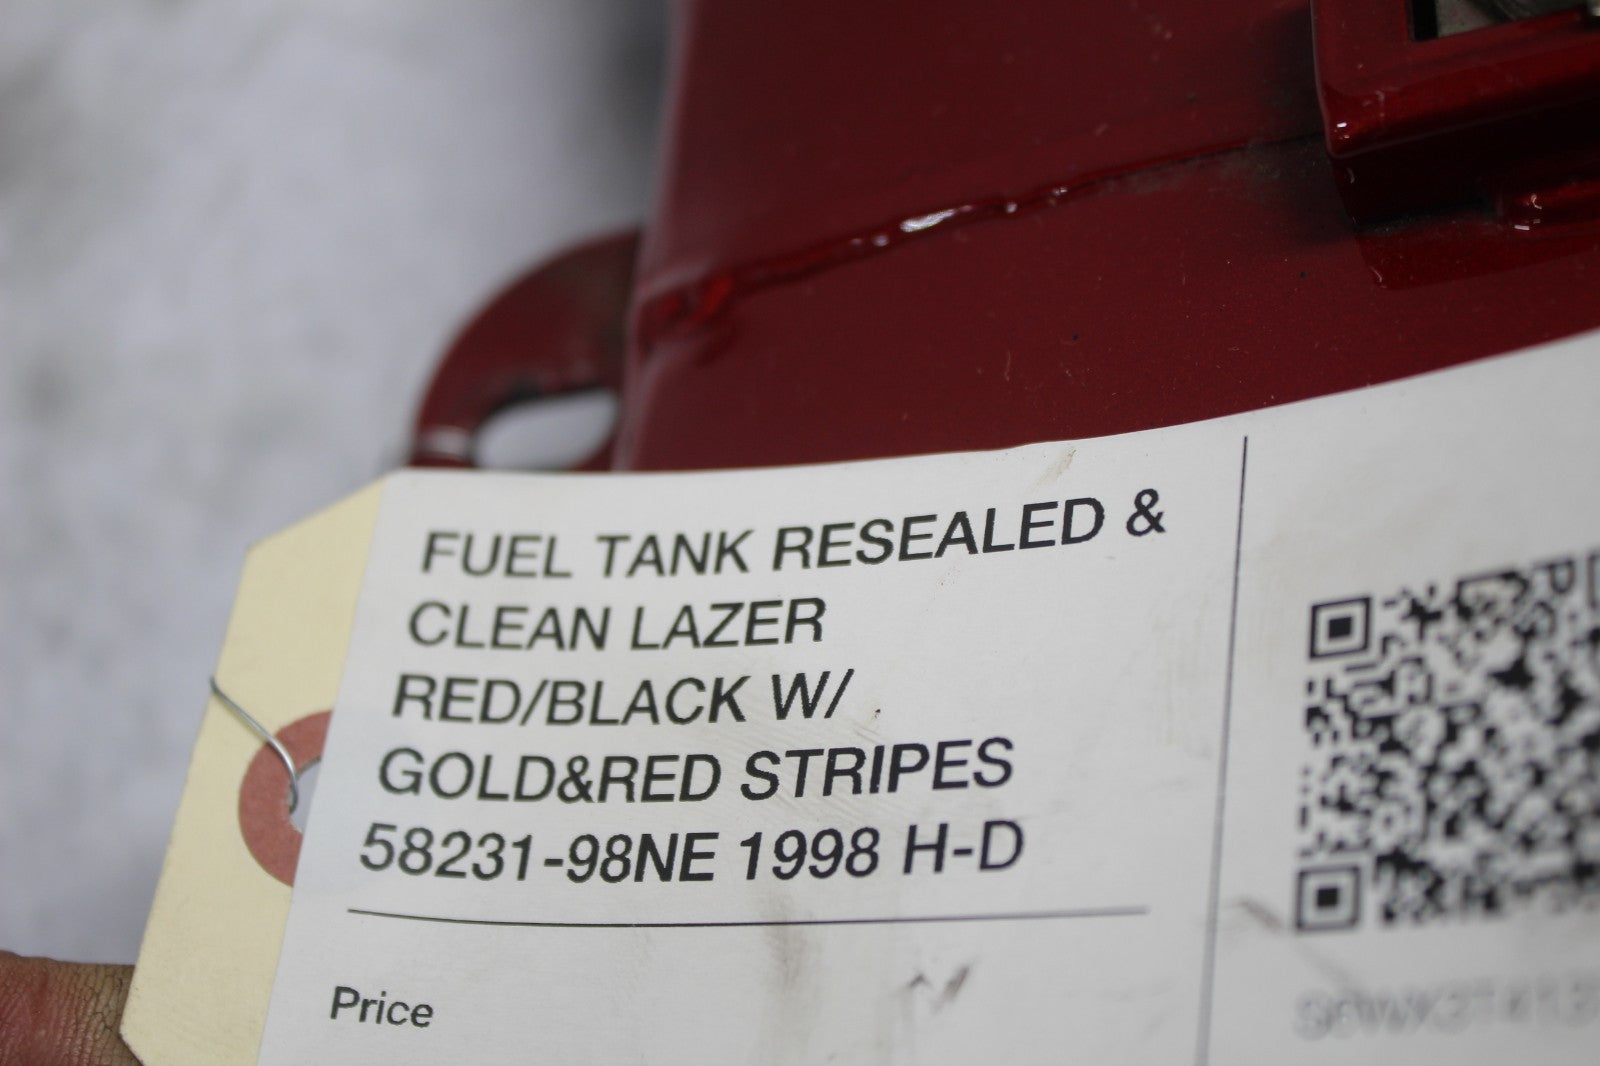 FUEL TANK RESEALED &
CLEAN LAZER
RED/BLACK W/
GOLD&RED STRIPES
58231-98NE 1998 H-D
Price